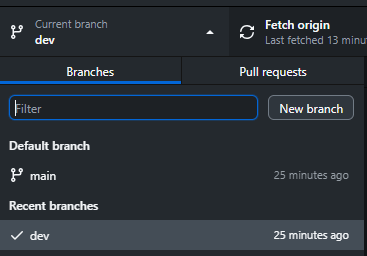 Current branch
dev
Fetch origin
Last fetched 13 minu
Branches
Pull requests
Filter
New branch
Default branch
main
25 minutes ago
Recent branches
dev
25 minutes ago